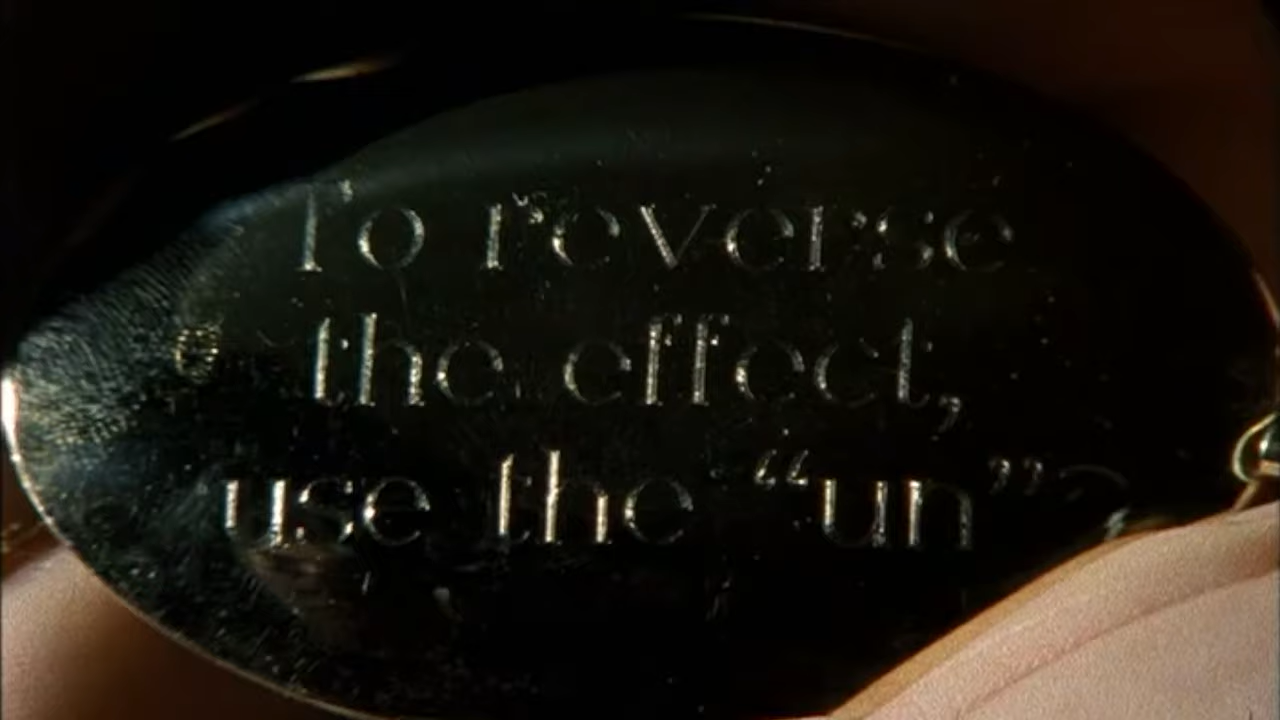 To reverse
the effect,
use the “un”